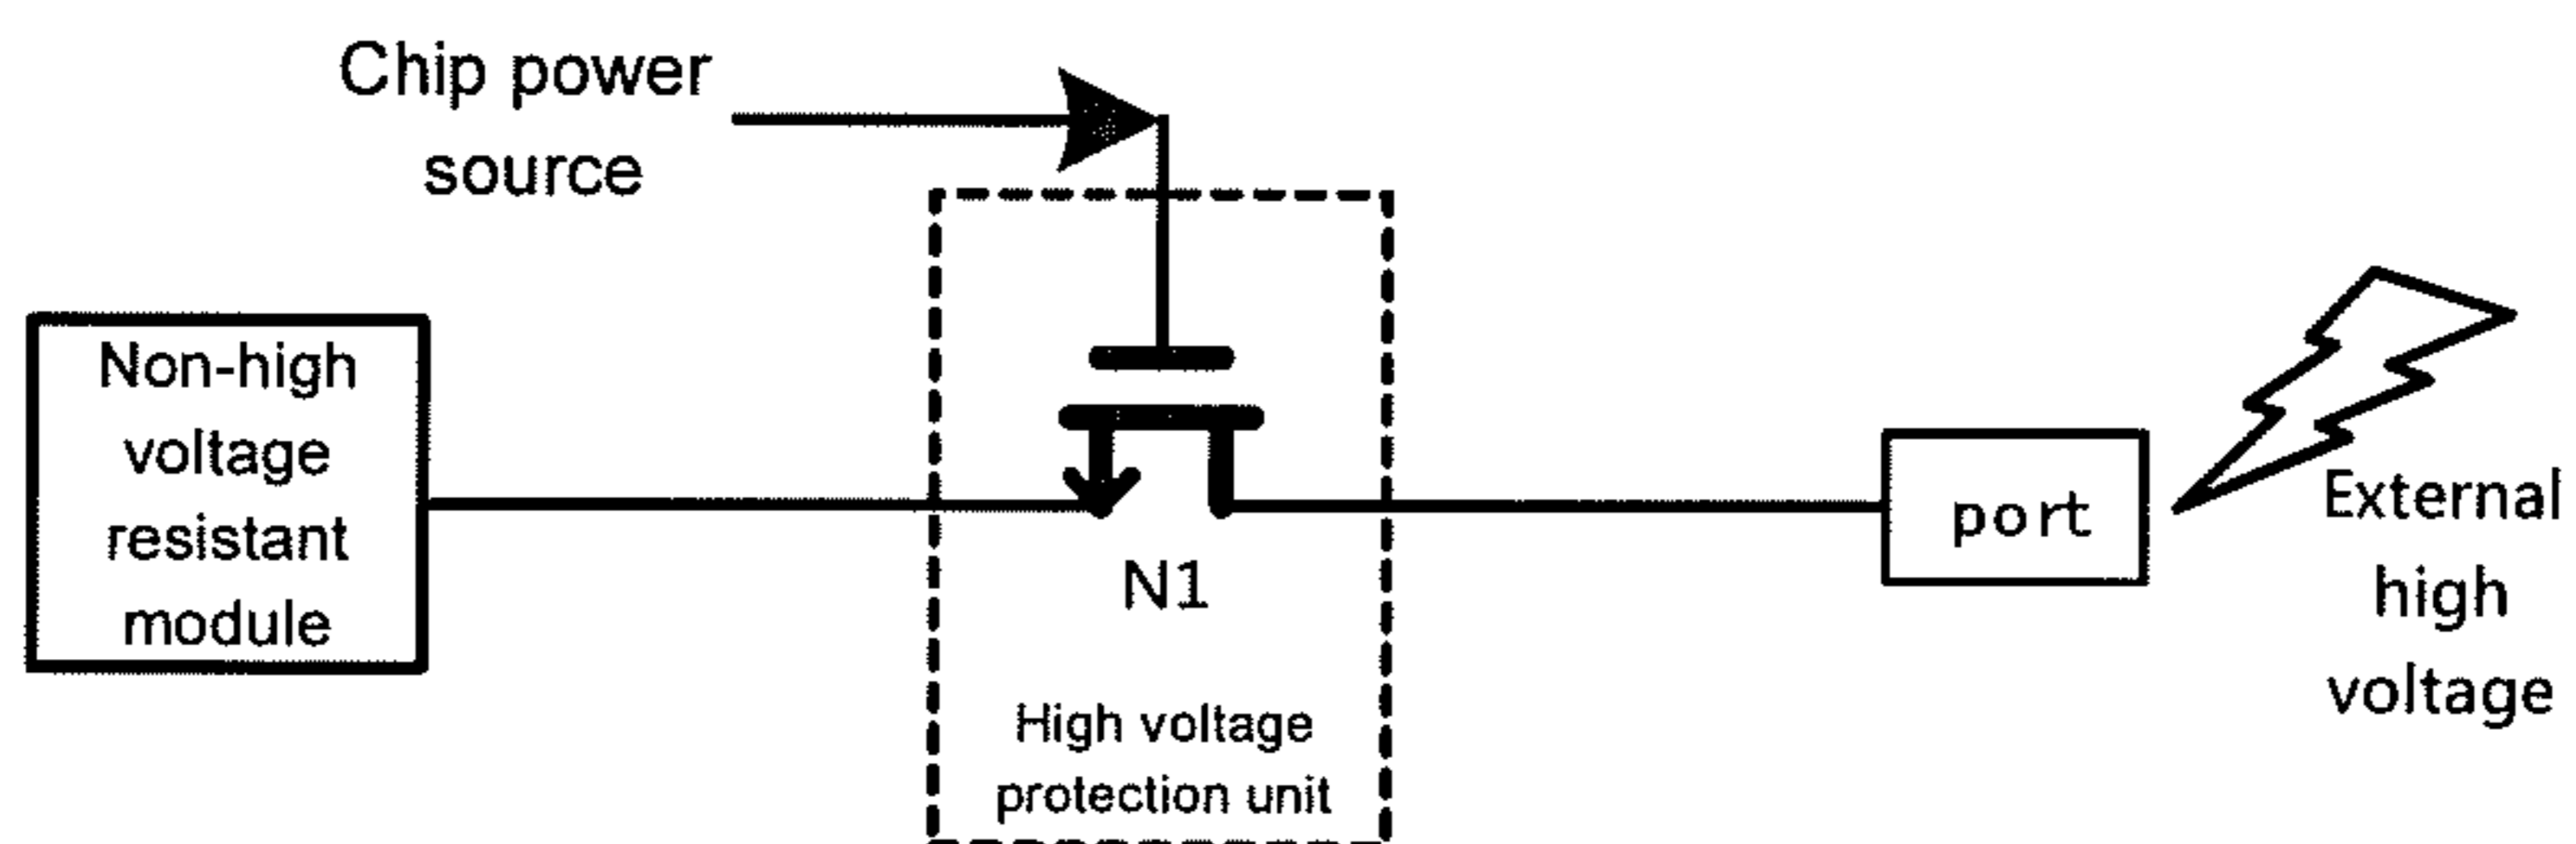 Chip power
source
Non-high
voltage
resistant
module
N1
High voltage
protection unit
port
External
high
voltage